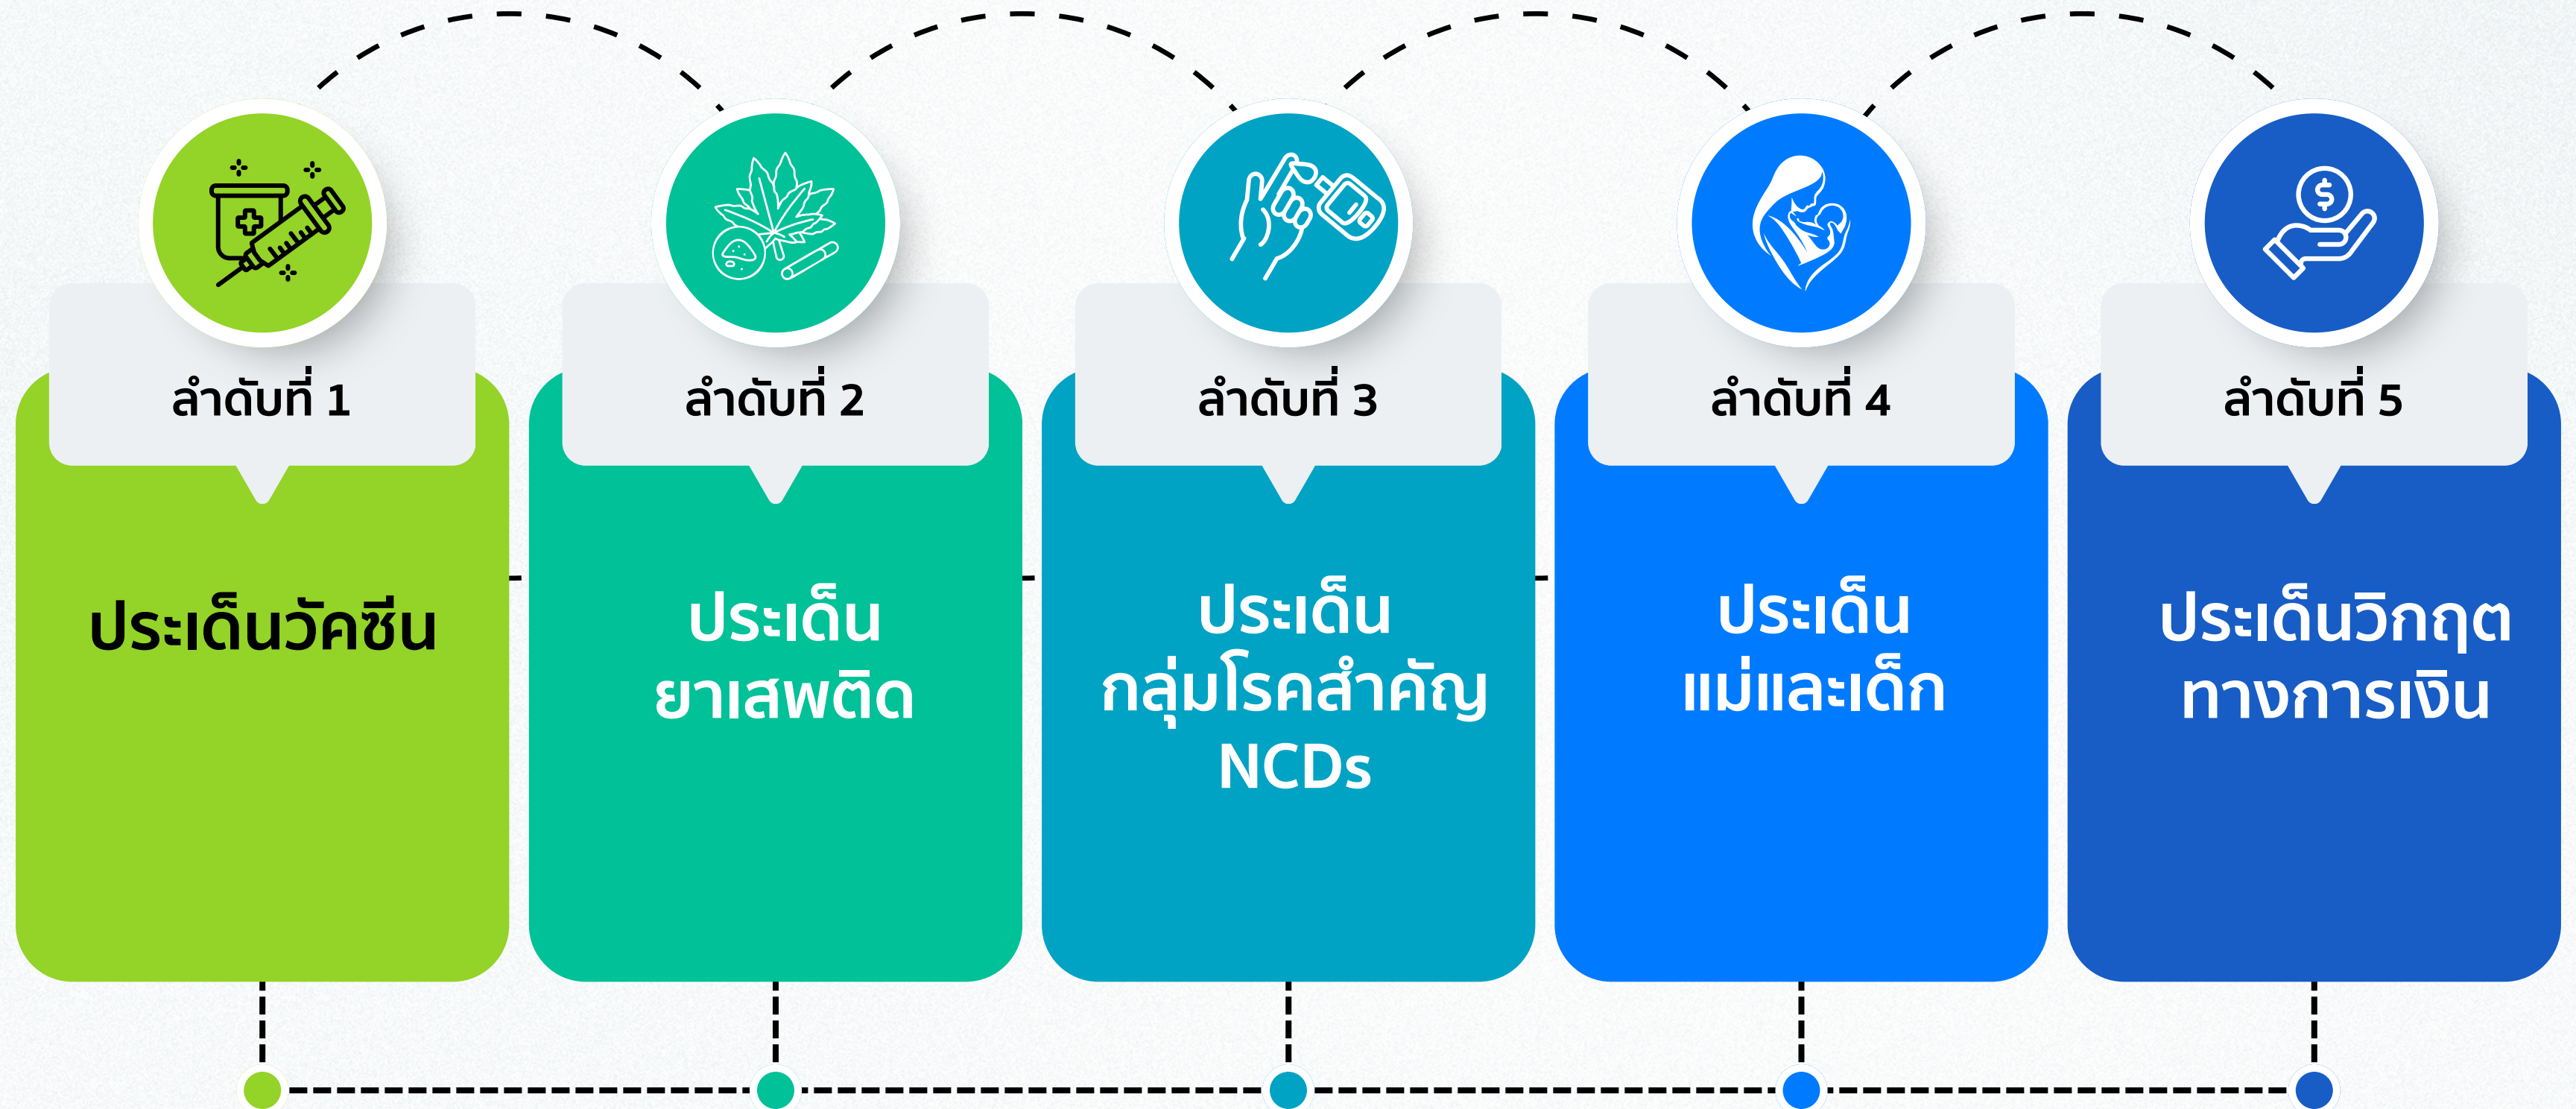 ลำดับที่ 1
ประเด็นวัคซีน
ลำดับที่ 2
ประเด็น
ยาเสพติด
ลำดับที่ 3
ประเด็น
กลุ่มโรคสำคัญ
NCDs
ลำดับที่ 4
ประเด็น
แม่และเด็ก
ลำดับที่ 5
ประเด็นวิกฤต
ทางการเงิน